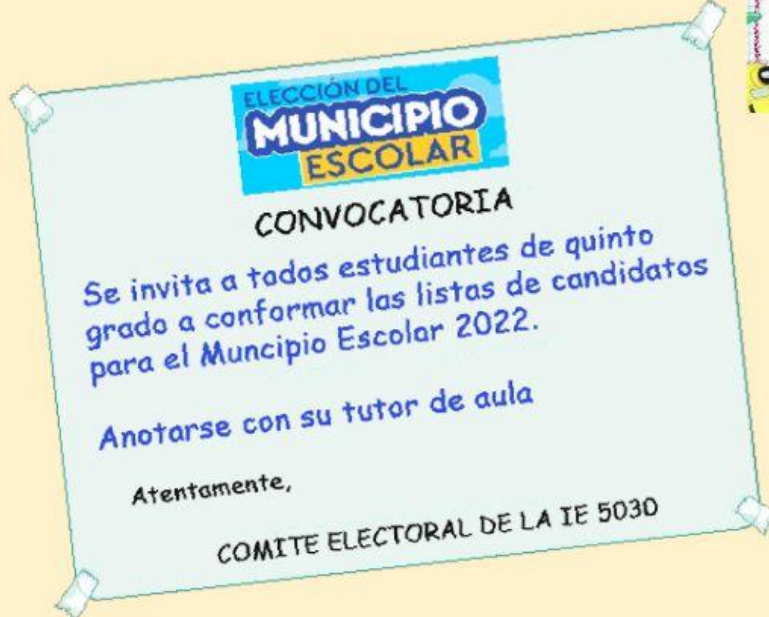 ELECCIÓN DEL
MUNICIPIO
ESCOLAR
CONVOCATORIA
Se invita a todos estudiantes de quinto
grado a conformar las listas de candidatos
para el Muncipio Escolar 2022.
Anotarse con su tutor de aula
Atentamente,
COMITE ELECTORAL DE LA IE 5030